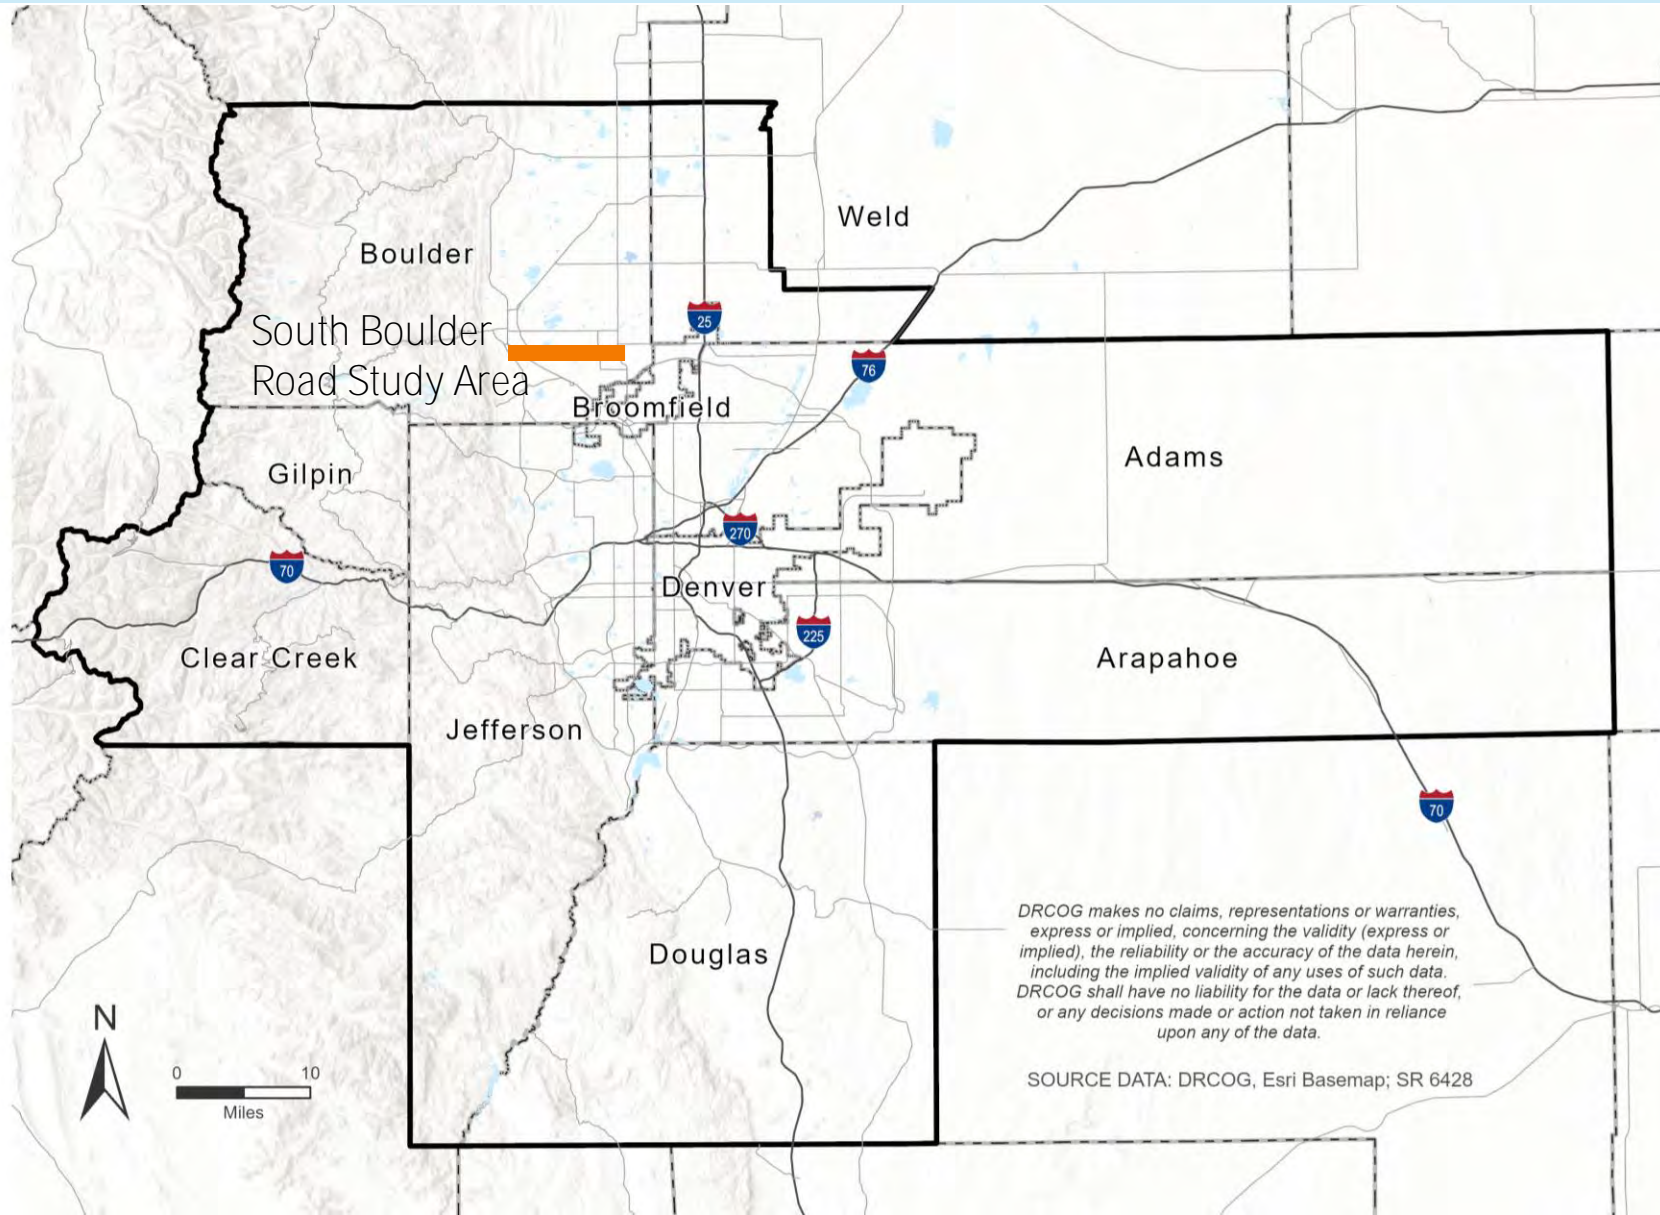 Weld
Boulder
South Boulder
Road Study Area
25
76
Broomfield
Adams
Gilpin
270
70
Denver
225
Clear Creek
Arapahoe
Jefferson
70
DRCOG makes no claims, representations or warranties,
express or implied, concerning the validity (express or
implied), the reliability or the accuracy of the data herein,
including the implied validity of any uses of such data.
DRCOG shall have no liability for the data or lack thereof,
or any decisions made or action not taken in reliance
upon any of the data.
Douglas
N
0 10
Miles
SOURCE DATA: DRCOG, Esri Basemap; SR 6428